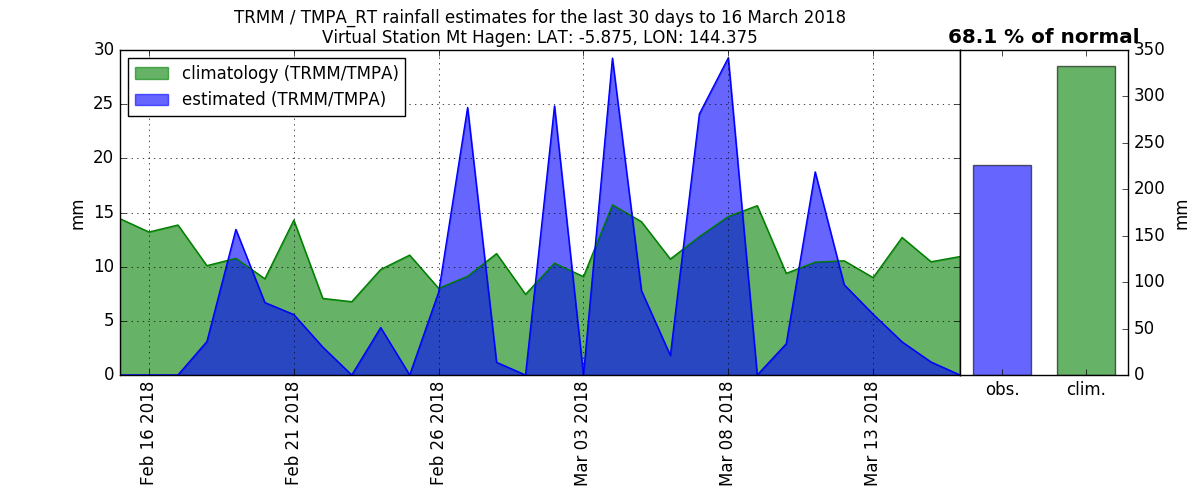 TRMM / TMPA_RT rainfall estimates for the last 30 days to 16 March 2018
Virtual Station Mt Hagen: LAT: -5.875, LON: 144.375
68.1 % of normal
climatology (TRMM/TMPA)
estimated (TRMM/TMPA)
30
25
20
15
10
5
0
mm
Feb 16 2018
Feb 21 2018
Feb 26 2018
Mar 03 2018
Mar 08 2018
Mar 13 2018
350
300
250
200
150
100
50
0
mm
obs.
clim.